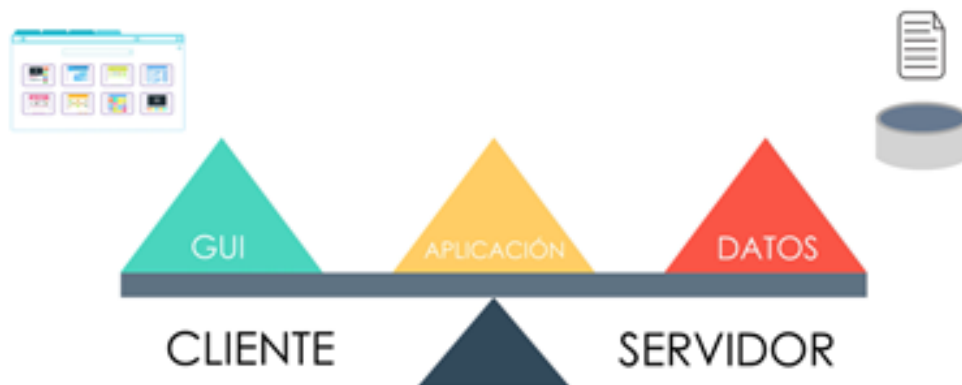 GUI
APLICACIÓN
DATOS
CLIENTE
SERVIDOR